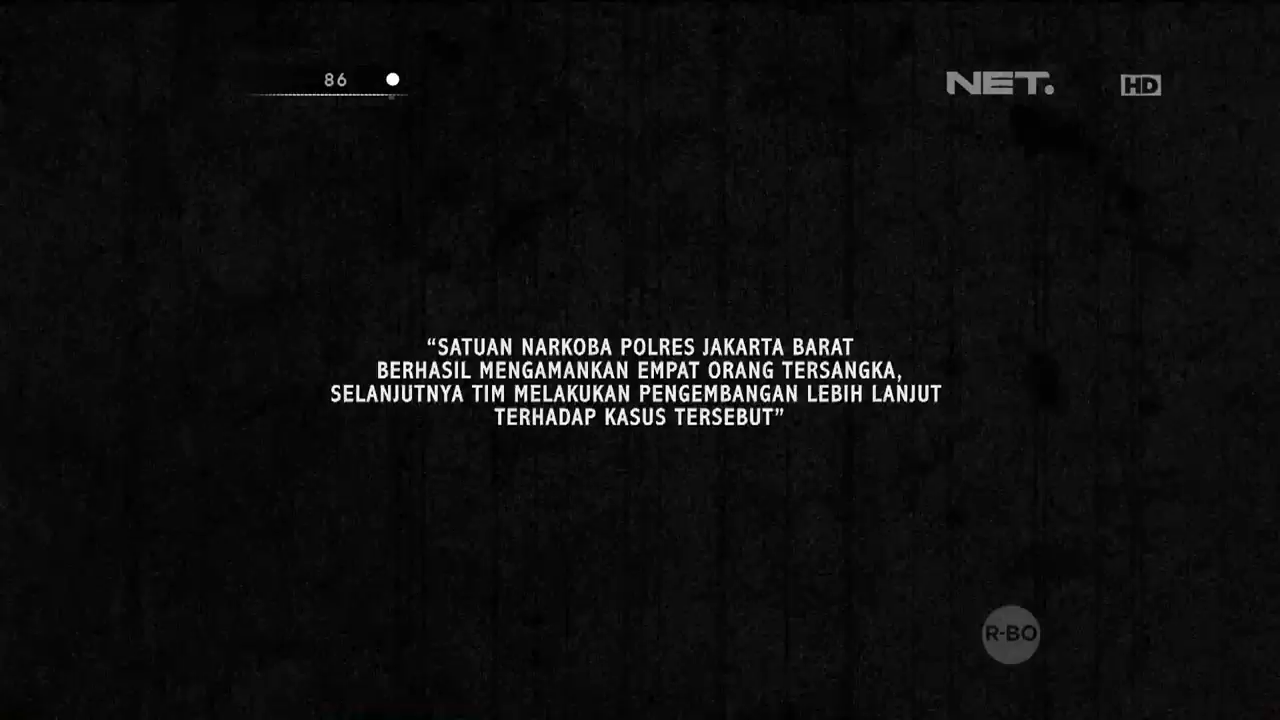 86
NET.
HD
“SATUAN NARKOBA POLRES JAKARTA BARAT
BERHASIL MENGAMANKAN EMPAT ORANG TERSANGKA,
SELANJUTNYA TIM MELAKUKAN PENGEMBANGAN LEBIH LANJUT
TERHADAP KASUS TERSEBUT”
R-BO